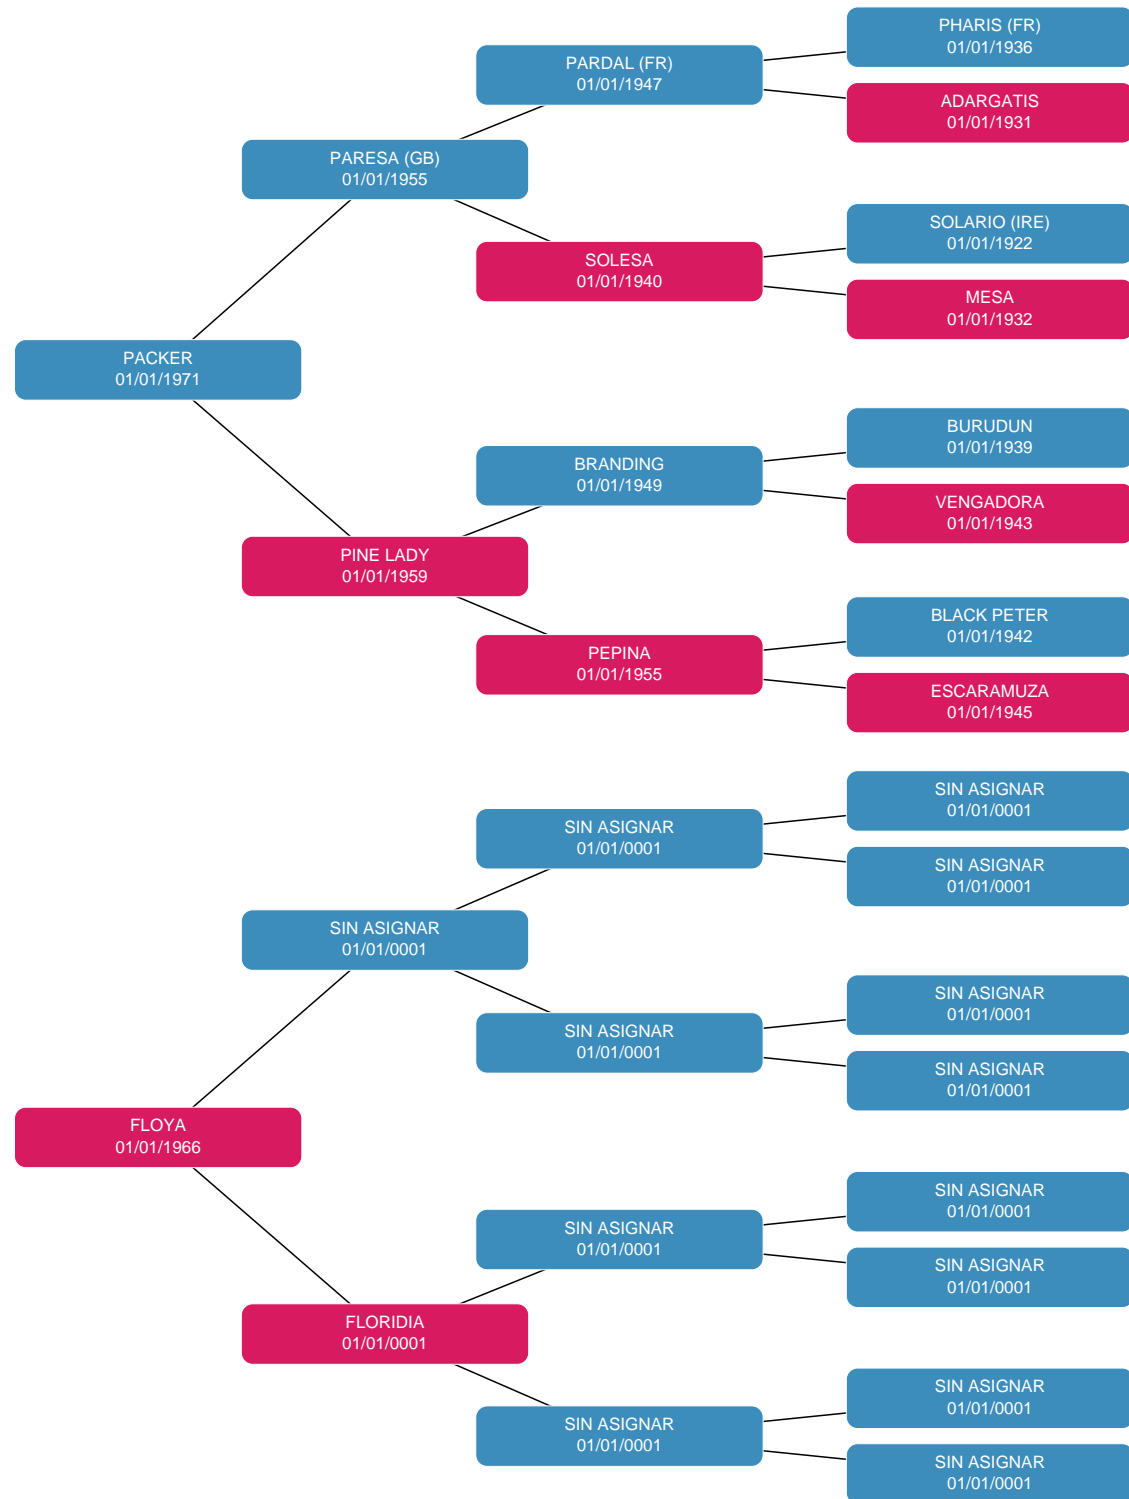 PHARIS (FR)
01/01/1936
PARDAL (FR)
01/01/1947
ADARGATIS
01/01/1931
PARESA (GB)
01/01/1955
SOLARIO (IRE)
01/01/1922
SOLESA
01/01/1940
MESA
01/01/1932
PACKER
01/01/1971
BURUDUN
01/01/1939
BRANDING
01/01/1949
VENGADORA
01/01/1943
PINE LADY
01/01/1959
BLACK PETER
01/01/1942
PEPINA
01/01/1955
ESCARAMUZA
01/01/1945
SIN ASIGNAR
01/01/0001
SIN ASIGNAR
01/01/0001
SIN ASIGNAR
01/01/0001
SIN ASIGNAR
01/01/0001
SIN ASIGNAR
01/01/0001
SIN ASIGNAR
01/01/0001
SIN ASIGNAR
01/01/0001
FLOYA
01/01/1966
SIN ASIGNAR
01/01/0001
SIN ASIGNAR
01/01/0001
SIN ASIGNAR
01/01/0001
FLORIDIA
01/01/0001
SIN ASIGNAR
01/01/0001
SIN ASIGNAR
01/01/0001
SIN ASIGNAR
01/01/0001